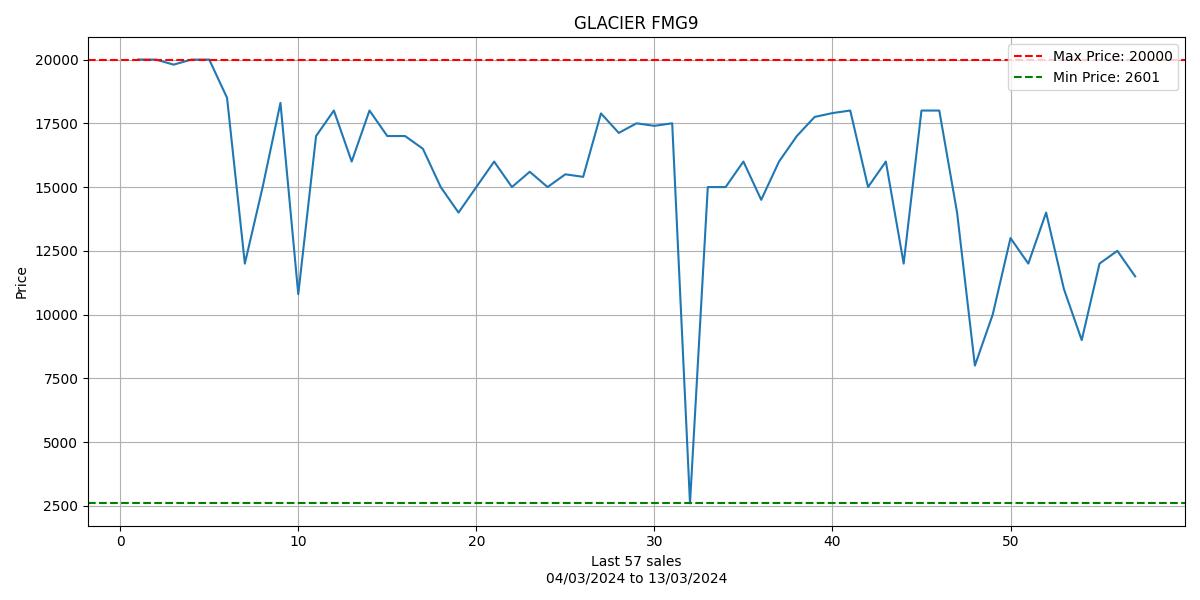 GLACIER FMG9
Max Price: 20000
Min Price: 2601
Price
20000
17500
15000
12500
10000
7500
5000
2500
0 10 20 30 40 50
Last 57 sales
04/03/2024 to 13/03/2024